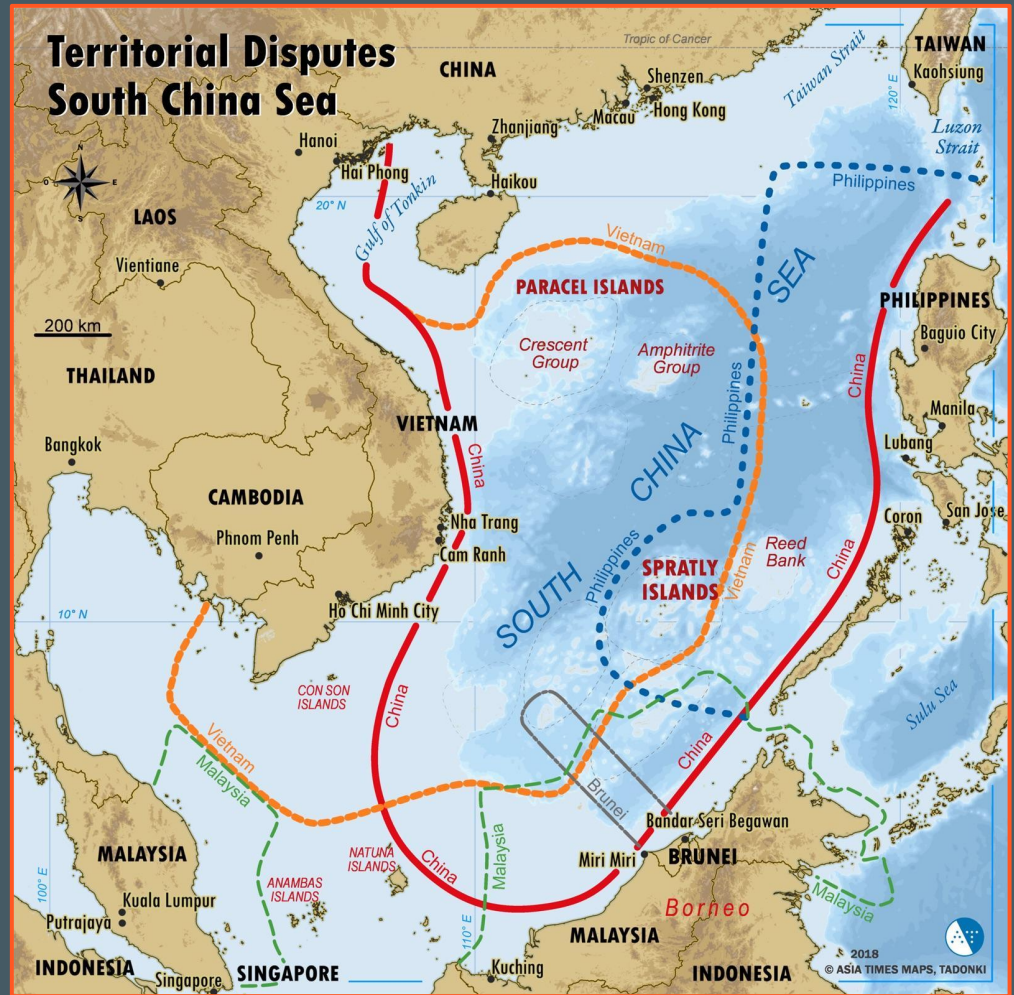 Territorial Disputes
South China Sea
Tropic of Cancer
CHINA
TAIWAN
Kaohsiung
Taiwan Strait
120° E
Shenzen
Hong Kong
Macau
Zhanjiang
Luzon
Strait
Hanoi
Hai Phong
Haikou
N
O
E
S
20° N
Gulf of Tonkin
Philippines
LAOS
Vientiane
Vietnam
PARACEL ISLANDS
SEA
PHILIPPINES
200 km
Crescent
Group
Amphitrite
Group
Baguio City
THAILAND
China
Philippines
Manila
VIETNAM
Bangkok
China
Lubang
CHINA
CAMBODIA
Nha Trang
Coron
San Jose
Phnom Penh
Cam Ranh
Reed
Bank
China
Philippines
SPRATLY
ISLANDS
Vietnam
SOUTH
Ho Chi Minh City
10° N
CON SON
ISLANDS
China
Sulu Sea
Vietnam
Malaysia
China
Brunei
Bandar Seri Begawan
MALAYSIA
NATUNA
ISLANDS
China
Malaysia
Miri Miri
BRUNEI
ANAMBAS
ISLANDS
100° E
Kuala Lumpur
Putrajaya
Malaysia
Borneo
110° E
MALAYSIA
INDONESIA
Singapore
SINGAPORE
Kuching
INDONESIA
2018
© ASIA TIMES MAPS, TADONKI